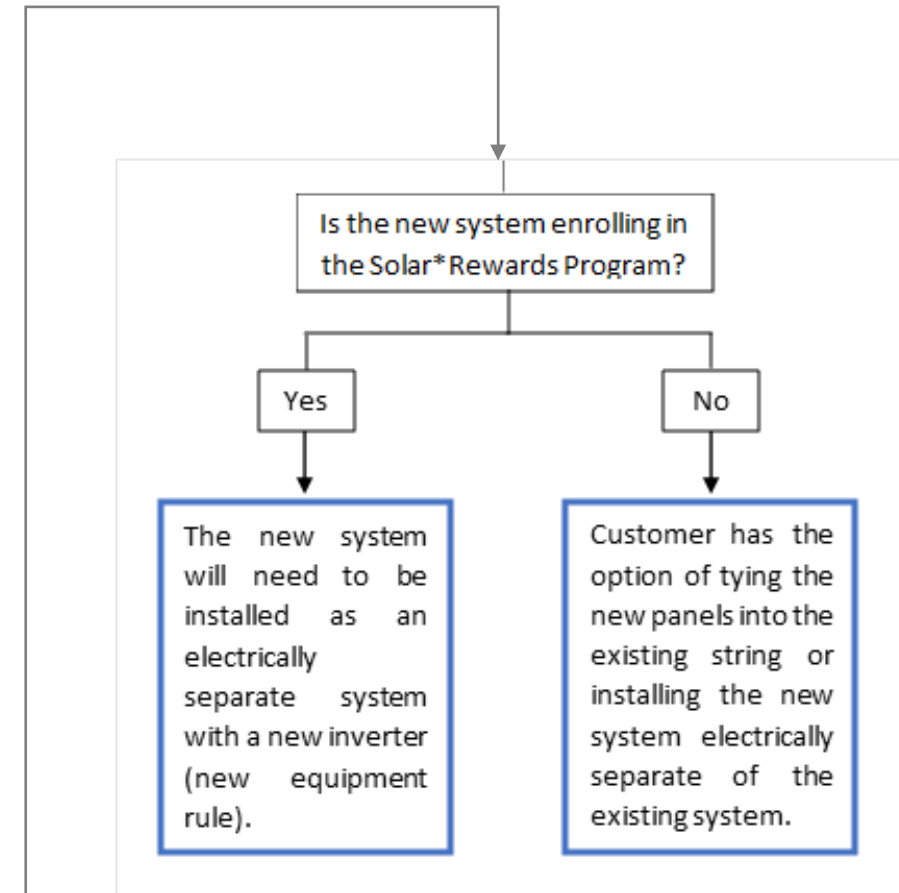 Is the new system enrolling in
the Solar* Rewards Program?
Yes
No
The new system
will need to be
installed as an
electrically
separate system
with a new inverter
(new equipment
rule).
Customer has the
option of tying the
new panels into the
existing string or
installing the new
system electrically
separate of the
existing system.